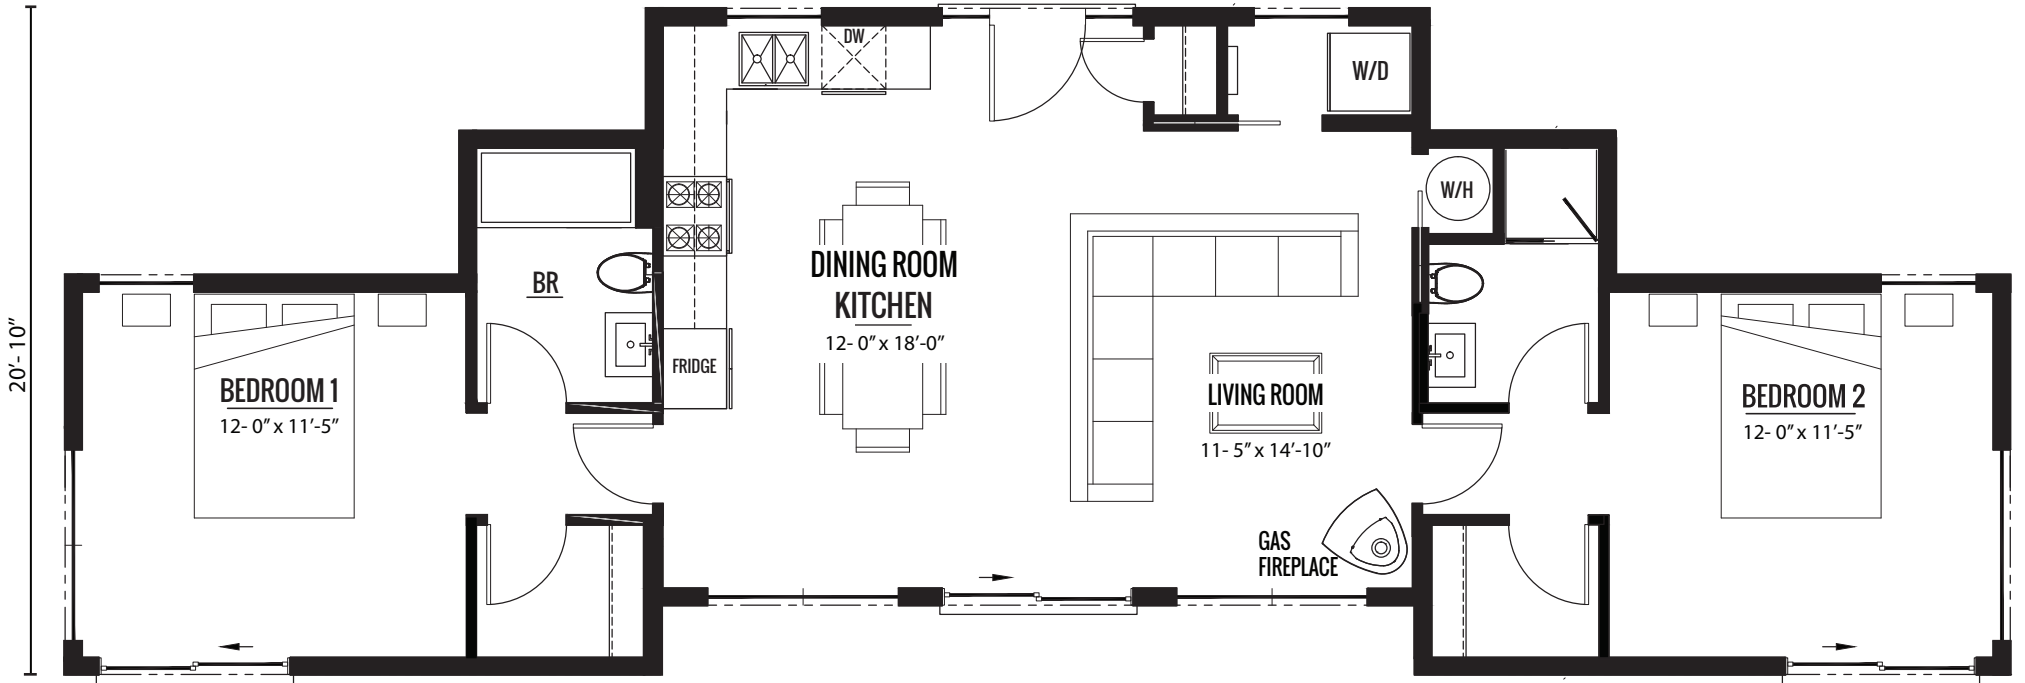 DW
W/D
W/H
20'- 10"
BR
DINING ROOM
KITCHEN
12- 0" x 18'-0"
FRIDGE
BEDROOM 1
12- 0" x 11'-5"
LIVING ROOM
11- 5" x 14'-10"
BEDROOM 2
12- 0" x 11'-5"
GAS
FIREPLACE